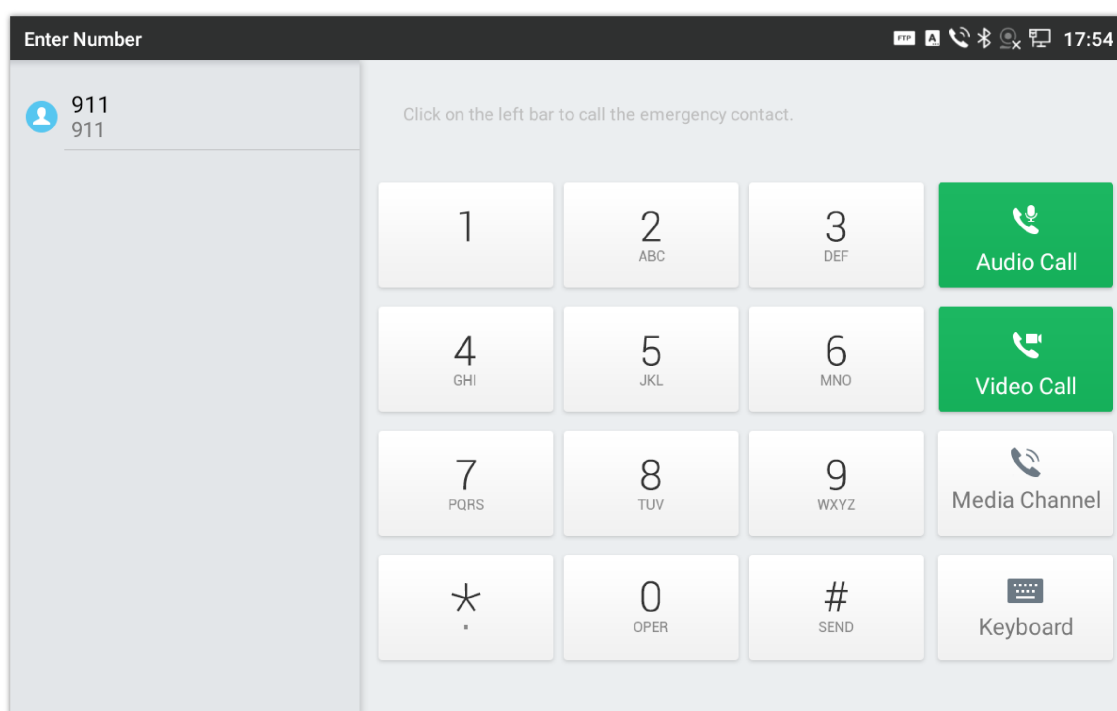 Enter Number
FTP A 17:54
911
911
Click on the left bar to call the emergency contact.
1 2 3
ABC DEF
Audio Call
4 5 6
GHI JKL MNO
Video Call
7 8 9
PQRS TUV WXYZ
Media Channel
* 0 #
. OPER SEND
Keyboard